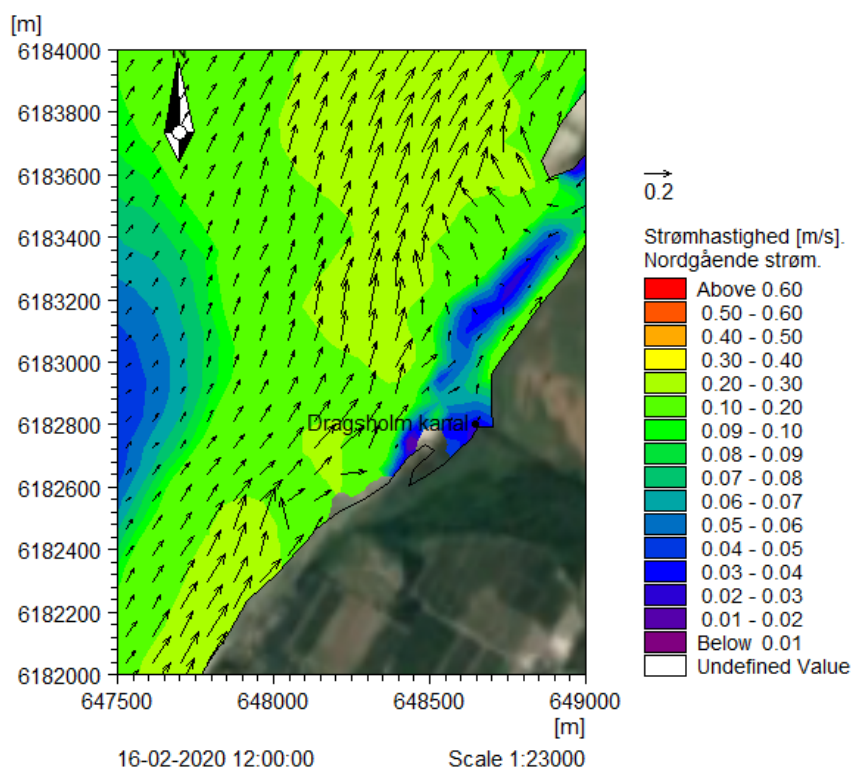 [m]
6184000
6183800
6183600
6183400
6183200
6183000
6182800
6182600
6182400
6182200
6182000
N
Dragsholm kanal
647500 648000 648500 649000
[m]
16-02-2020 12:00:00 Scale 1:23000
0.2
Strømhastighed [m/s].
Nordgående strøm.
Above 0.60
0.50 - 0.60
0.40 - 0.50
0.30 - 0.40
0.20 - 0.30
0.10 - 0.20
0.09 - 0.10
0.08 - 0.09
0.07 - 0.08
0.06 - 0.07
0.05 - 0.06
0.04 - 0.05
0.03 - 0.04
0.02 - 0.03
0.01 - 0.02
Below 0.01
Undefined Value